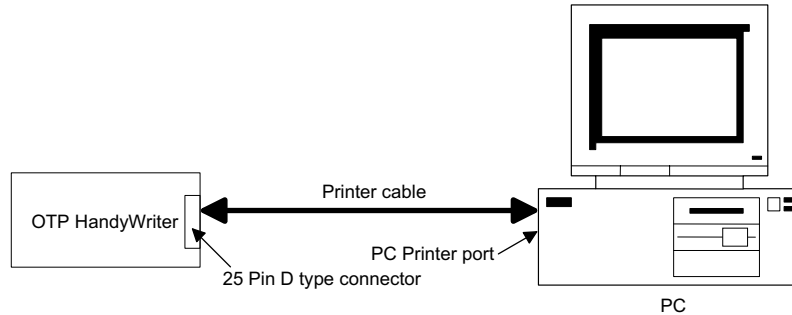 Printer cable
OTP HandyWriter
PC Printer port
25 Pin D type connector
PC